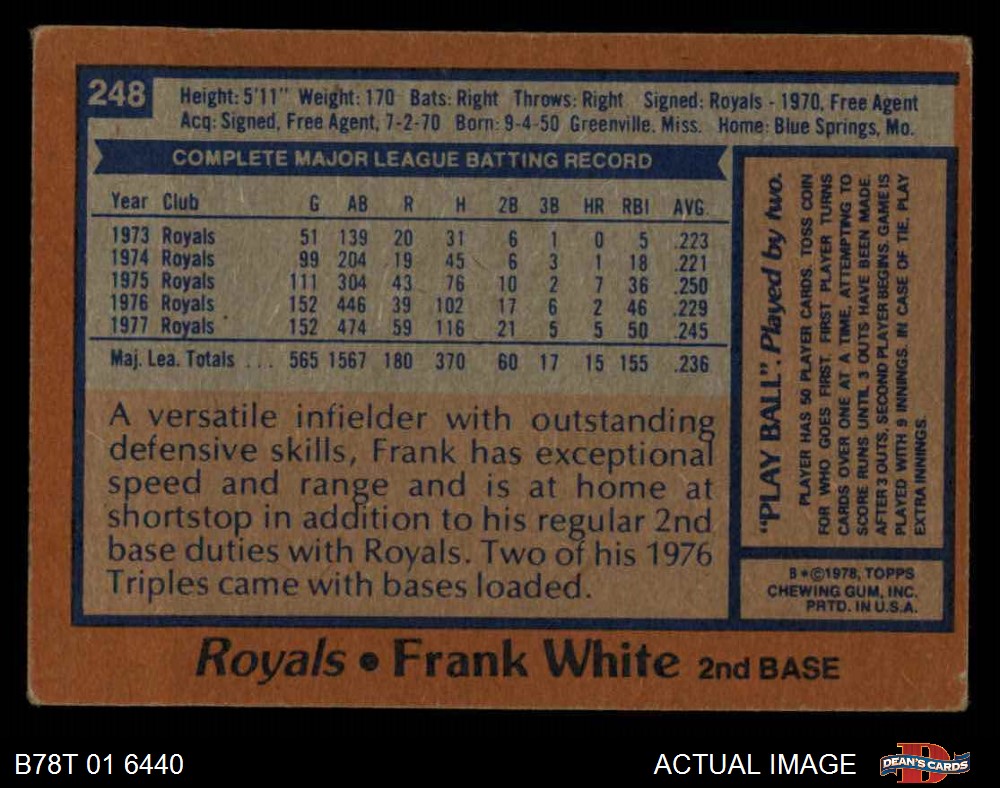 248
Height: 5'11" Weight: 170 Bats: Right Throws: Right Signed: Royals - 1970, Free Agent
Acq: Signed, Free Agent, 7-2-70 Born: 9-4-50 Greenville, Miss. Home: Blue Springs, Mo.
COMPLETE MAJOR LEAGUE BATTING RECORD
Year Club G AB R H 2B 3B HR RBI AVG.
1973 Royals 51 139 20 31 6 1 0 5 .223
1974 Royals 99 204 19 45 6 3 1 18 .221
1975 Royals 111 304 43 76 10 2 7 36 .250
1976 Royals 152 446 39 102 17 6 2 46 .229
1977 Royals 152 474 59 116 21 5 5 50 .245
Maj. Lea. Totals ... 565 1567 180 370 60 17 15 155 .236
A versatile infielder with outstanding
defensive skills, Frank has exceptional
speed and range and is at home at
shortstop in addition to his regular 2nd
base duties with Royals. Two of his 1976
Triples came with bases loaded.
"PLAY BALL". Played by two.
PLAYER HAS 50 PLAYER CARDS. TOSS COIN
FOR WHO GOES FIRST. FIRST PLAYER TURNS
CARDS OVER ONE AT A TIME, ATTEMPTING TO
SCORE RUNS UNTIL 3 OUTS HAVE BEEN MADE.
AFTER 3 OUTS, SECOND PLAYER BEGINS. GAME IS
PLAYED WITH 9 INNINGS. IN CASE OF TIE, PLAY
EXTRA INNINGS.
B*©1978, TOPPS
CHEWING GUM, INC.
PRTD. IN U.S.A.
Royals • Frank White 2nd BASE
B78T 01 6440
ACTUAL IMAGE
D
DEAN'S CARDS